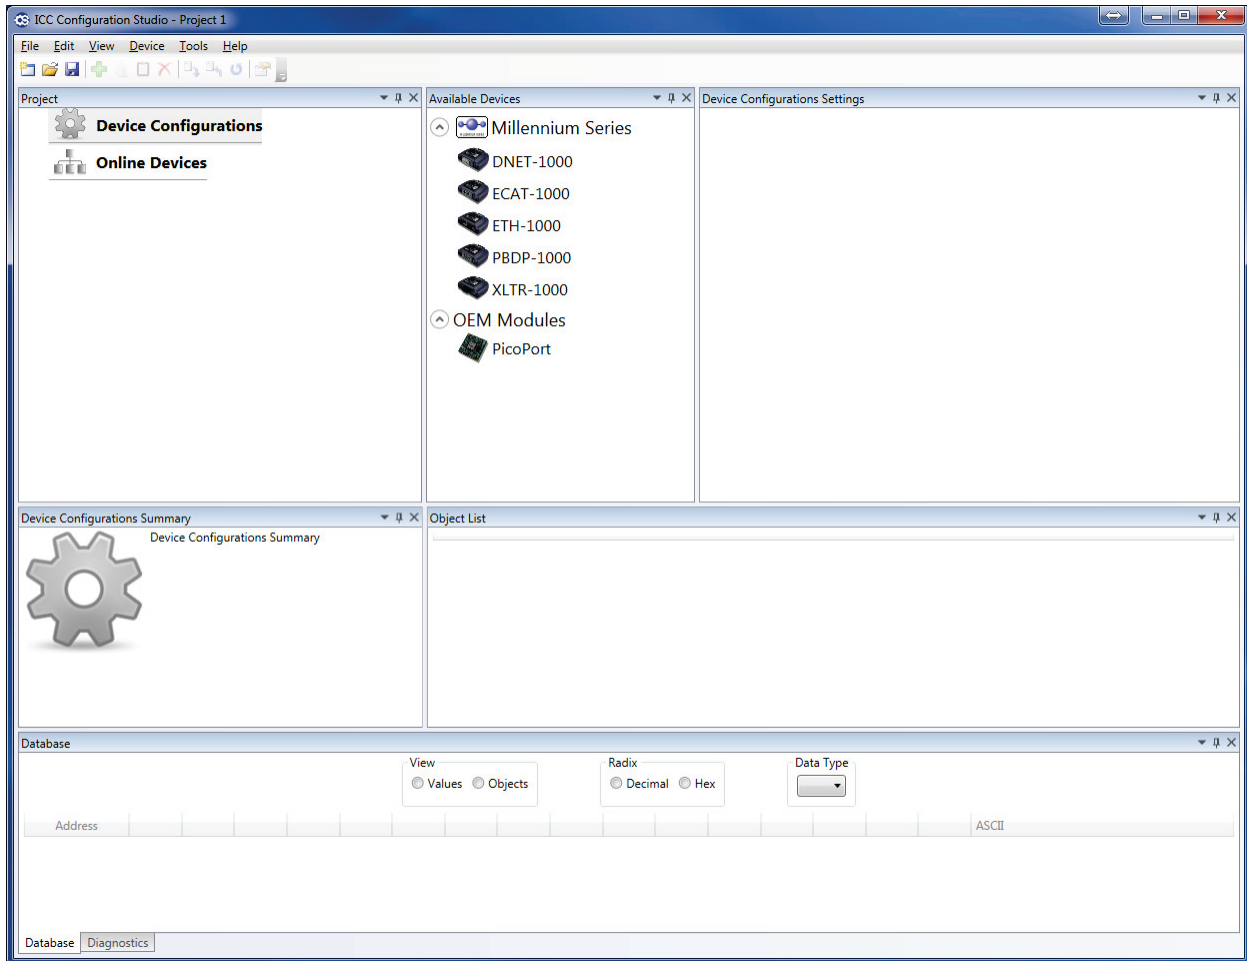 ICC Configuration Studio - Project 1
File Edit View Device Tools Help
Project
Device Configurations
Online Devices
Available Devices
Millennium Series
DNET-1000
ECAT-1000
ETH-1000
PBDP-1000
XLTR-1000
OEM Modules
PicoPort
Device Configurations Settings
Device Configurations Summary
Device Configurations Summary
Object List
Database
View
Values Objects
Radix
Decimal Hex
Data Type
Address ASCII
Database Diagnostics